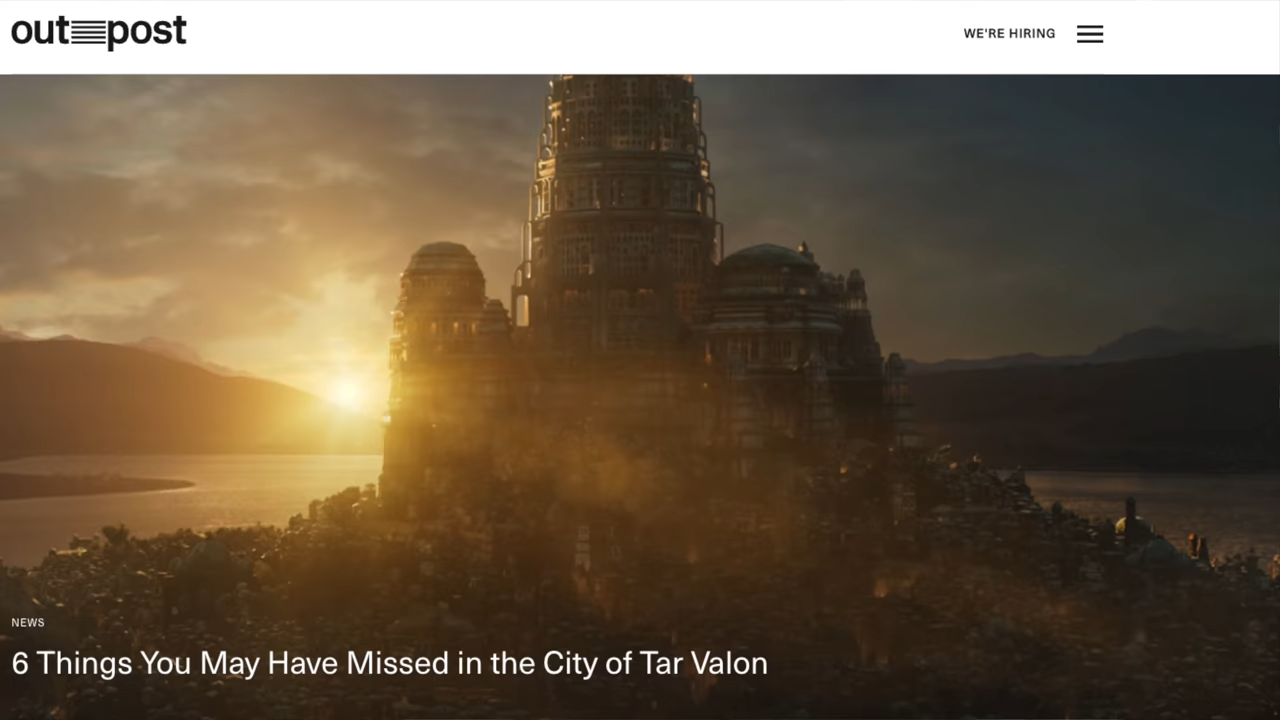 outpost
WE'RE HIRING
NEWS
6 Things You May Have Missed in the City of Tar Valon